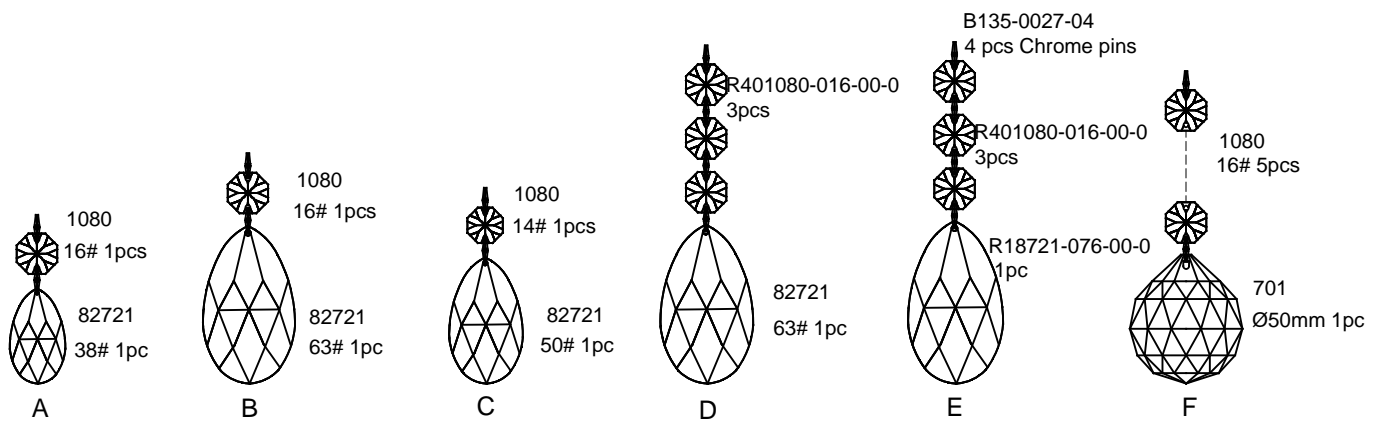 1080
16# 1pcs
82721
38# 1pc
A
1080
16# 1pcs
82721
63# 1pc
B
1080
14# 1pcs
82721
50# 1pc
C
R401080-016-00-0
3pcs
82721
63# 1pc
D
B135-0027-04
4 pcs Chrome pins
R401080-016-00-0
3pcs
R18721-076-00-0
1pc
E
1080
16# 5pcs
701
Ø50mm 1pc
F